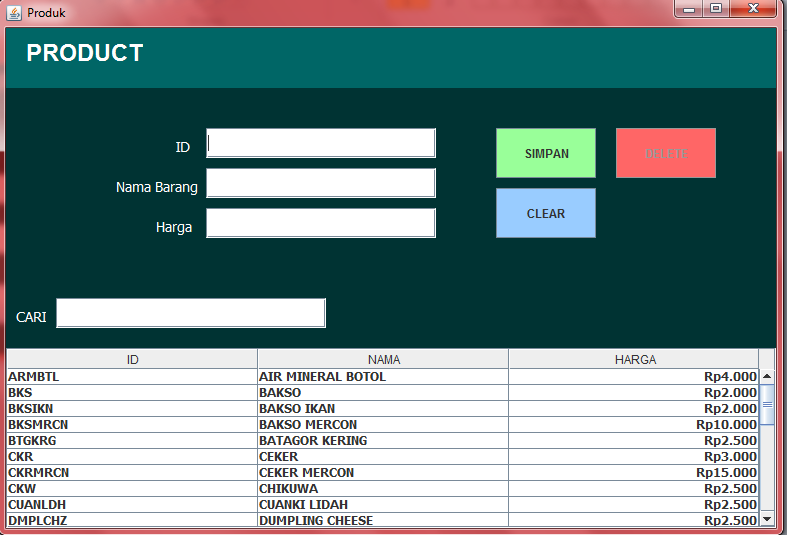 Produk
PRODUCT
ID
SIMPAN
DELETE
Nama Barang
CLEAR
Harga
CARI
ID NAMA HARGA
ARMBTL AIR MINERAL BOTOL Rp4.000
BKS BAKSO Rp2.000
BKSIKN BAKSO IKAN Rp2.000
BKSMRCN BAKSO MERCON Rp10.000
BTGKRG BATAGOR KERING Rp2.500
CKR CEKER Rp3.000
CKRMRCN CEKER MERCON Rp15.000
CKW CHIKUWA Rp2.500
CUANLDH CUANKI LIDAH Rp2.500
DMPLCHZ DUMPLING CHEESE Rp2.500